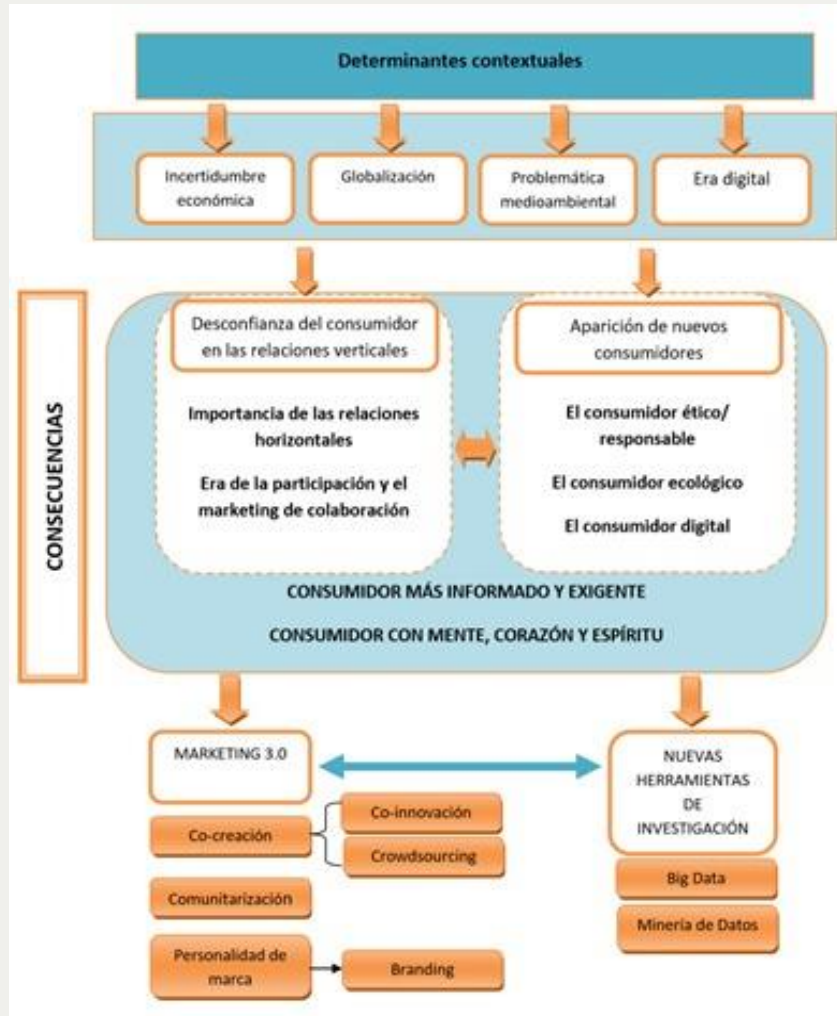 Determinantes contextuales
Incertidumbre
económica
Globalización
Problemática
medioambiental
Era digital
CONSECUENCIAS
Desconfianza del consumidor
en las relaciones verticales
Importancia de las relaciones
horizontales
Era de la participación y el
marketing de colaboración
Aparición de nuevos
consumidores
El consumidor ético/
responsable
El consumidor ecológico
El consumidor digital
CONSUMIDOR MÁS INFORMADO Y EXIGENTE
CONSUMIDOR CON MENTE, CORAZÓN Y ESPÍRITU
MARKETING 3.0
Co-creación
Co-innovación
Crowdsourcing
Comunitarización
Personalidad de
marca
Branding
NUEVAS
HERRAMIENTAS
DE
INVESTIGACIÓN
Big Data
Minería de Datos